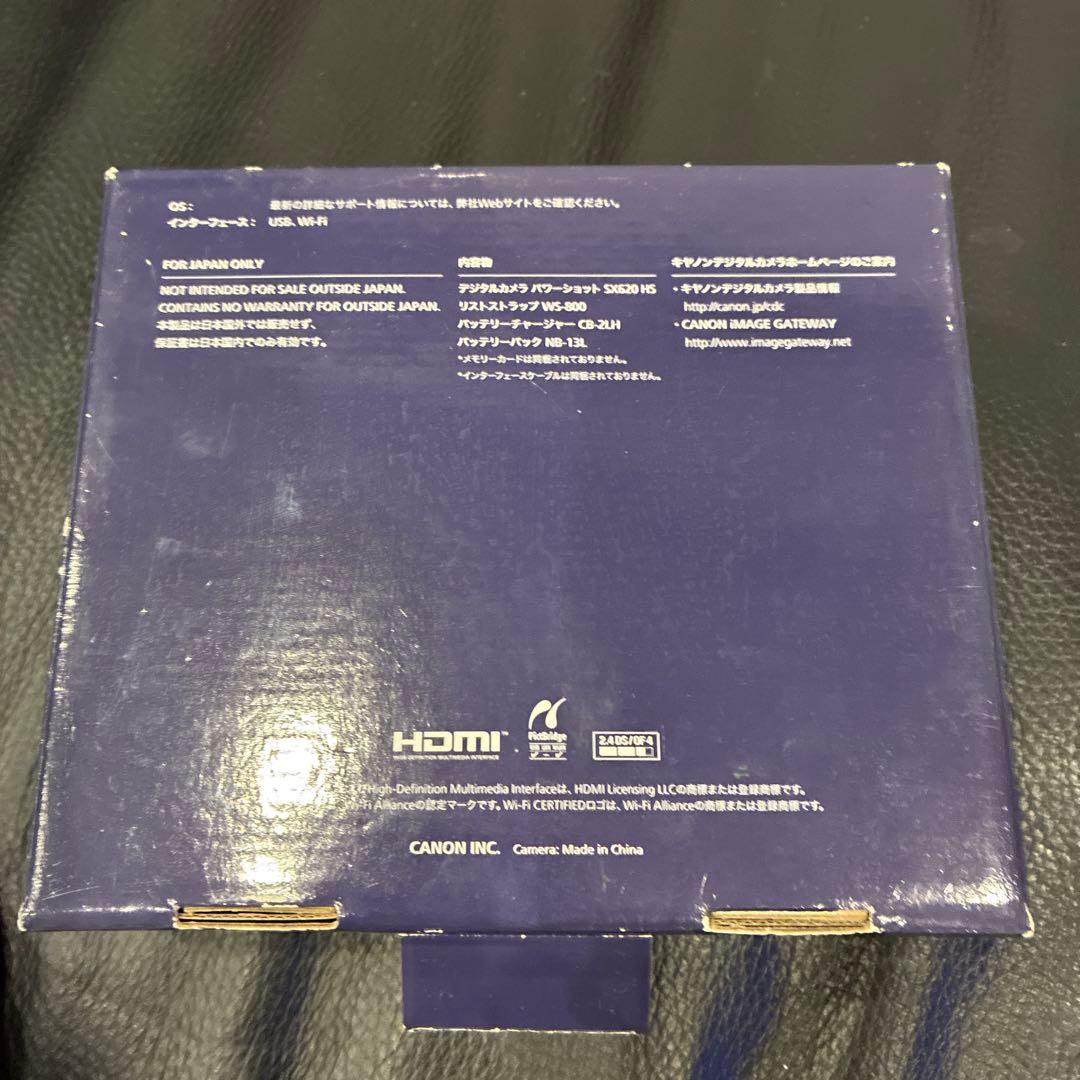 OS： 最新の詳細なサポート情報については、弊社Webサイトをご確認ください。
インターフェース： USB、Wi-Fi
FOR JAPAN ONLY
NOT INTENDED FOR SALE OUTSIDE JAPAN.
CONTAINS NO WARRANTY FOR OUTSIDE JAPAN.
本製品は日本国外では販売せず、
保証書は日本国内でのみ有効です。
内容物
デジタルカメラ パワーショット SX620 HS
リストストラップ WS-800
バッテリーチャージャー CB-2LH
バッテリーパック NB-13L
*メモリーカードは同梱されておりません。
*インターフェースケーブルは同梱されておりません。
キヤノンデジタルカメラホームページのご案内
・キヤノンデジタルカメラ製品情報
http://canon.jp/cdc
・CANON iMAGE GATEWAY
http://www.imagegateway.net
HDMI™
HIGH-DEFINITION MULTIMEDIA INTERFACE
PictBridge
2.4 DS/OF 4
High-Definition Multimedia Interfaceは、HDMI Licensing LLCの商標または登録商標です。
Allianceの認定マークです。Wi-Fi CERTIFIEDロゴは、Wi-Fi Allianceの商標または登録商標です。
CANON INC. Camera: Made in China